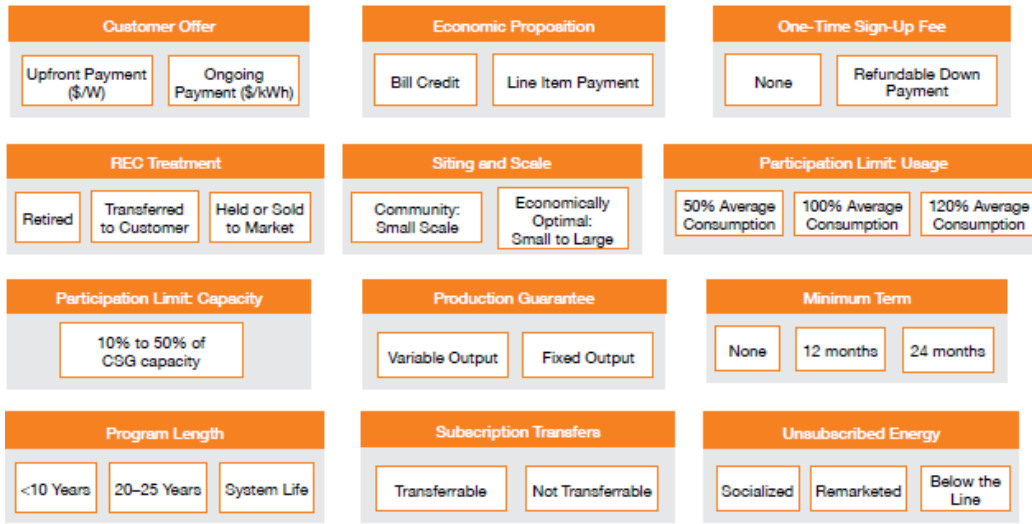 Customer Offer
Upfront Payment
($/W)
Ongoing
Payment ($/kWh)
Economic Proposition
Bill Credit
Line Item Payment
One-Time Sign-Up Fee
None
Refundable Down
Payment
REC Treatment
Retired
Transferred
to Customer
Held or Sold
to Market
Siting and Scale
Community:
Small Scale
Economically
Optimal:
Small to Large
Participation Limit: Usage
50% Average
Consumption
100% Average
Consumption
120% Average
Consumption
Participation Limit: Capacity
10% to 50% of
CSG capacity
Production Guarantee
Variable Output
Fixed Output
Minimum Term
None
12 months
24 months
Program Length
<10 Years
20–25 Years
System Life
Subscription Transfers
Transferrable
Not Transferrable
Unsubscribed Energy
Socialized
Remarketed
Below the
Line